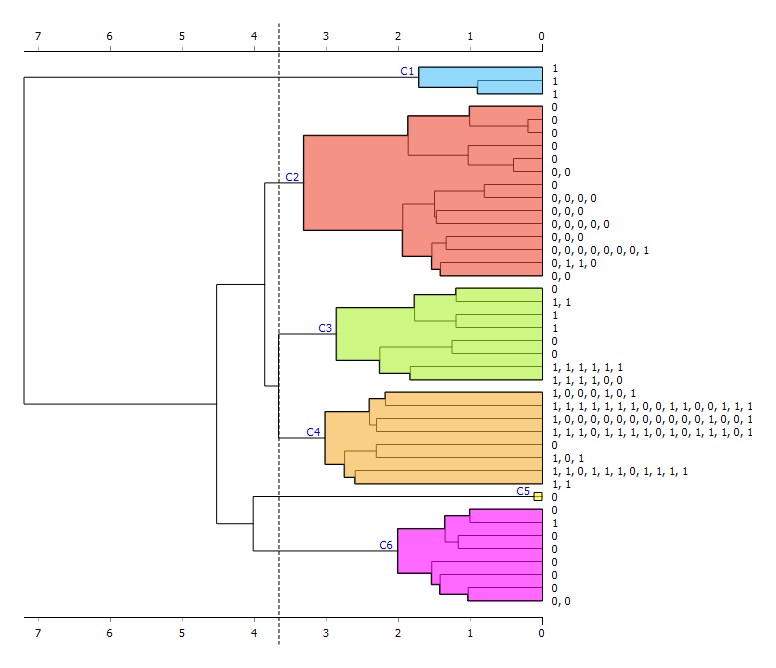 7 6 5 4 3 2 1 0
C1
1
1
1
0
0
0
0
0
0, 0
C2
0
0, 0, 0, 0
0, 0, 0
0, 0, 0, 0, 0
0, 0, 0
0, 0, 0, 0, 0, 0, 0, 1
0, 1, 1, 0
0, 0
0
1, 1
1
C3
1
0
0
1, 1, 1, 1, 1, 1
1, 1, 1, 1, 0, 0
1, 0, 0, 0, 1, 0, 1
1, 1, 1, 1, 1, 1, 1, 0, 0, 1, 1, 0, 0, 1, 1, 1
1, 0, 0, 0, 0, 0, 0, 0, 0, 0, 0, 1, 0, 0, 1
C4
1, 1, 1, 0, 1, 1, 1, 1, 0, 1, 0, 1, 1, 1, 0, 1
0
1, 0, 1
1, 1, 0, 1, 1, 1, 0, 1, 1, 1, 1
1, 1
C5
0
0
1
0
C6
0
0
0
0
0, 0
7 6 5 4 3 2 1 0